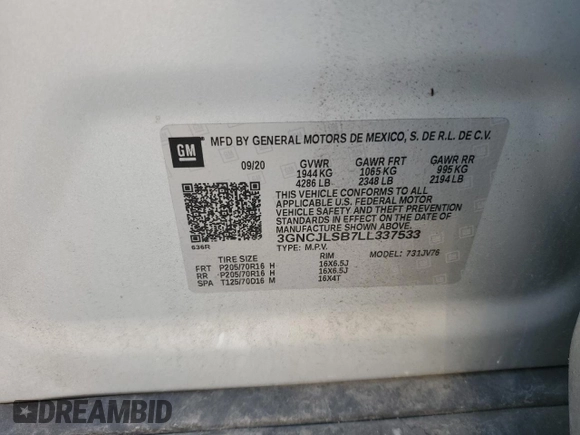 GM
MFD BY GENERAL MOTORS DE MEXICO, S. DE R.L. DE C.V.
09/20 GVWR GAWR FRT GAWR RR
1944 KG 1065 KG 995 KG
4286 LB 2348 LB 2194 LB
THIS VEHICLE CONFORMS TO ALL
APPLICABLE U.S. FEDERAL MOTOR
VEHICLE SAFETY AND BUMPER
STANDARDS IN EFFECT ON THE DATE OF
MANUFACTURE SHOWN ABOVE.
636R 3GNCJLSB7LL337533
TYPE: M.P.V. MODEL: 731JV76
TIRE SIZE RIM
FRT P205/70R16 H 16X6.5J
RR P205/70R16 H 16X6.5J
SPA T125/70D16 M 16X4T
DREAMBID